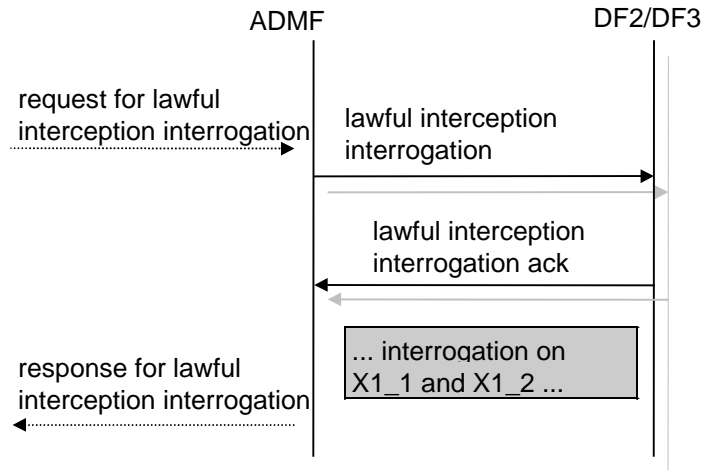 ADMF
DF2/DF3
request for lawful
interception interrogation
lawful interception
interrogation
lawful interception
interrogation ack
... interrogation on
X1_1 and X1_2 ...
response for lawful
interception interrogation